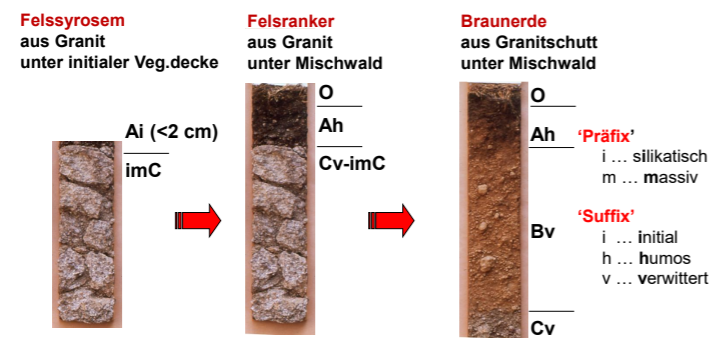 Felssyrosem
aus Granit
unter initialer Veg.decke
Ai (<2 cm)
imC
Felsranker
aus Granit
unter Mischwald
O
Ah
Cv-imC
Braunerde
aus Granitschutt
unter Mischwald
O
Ah
Bv
Cv
‘Präfix’
i … silikatisch
m … massiv
‘Suffix’
i … initial
h … humos
v … verwittert